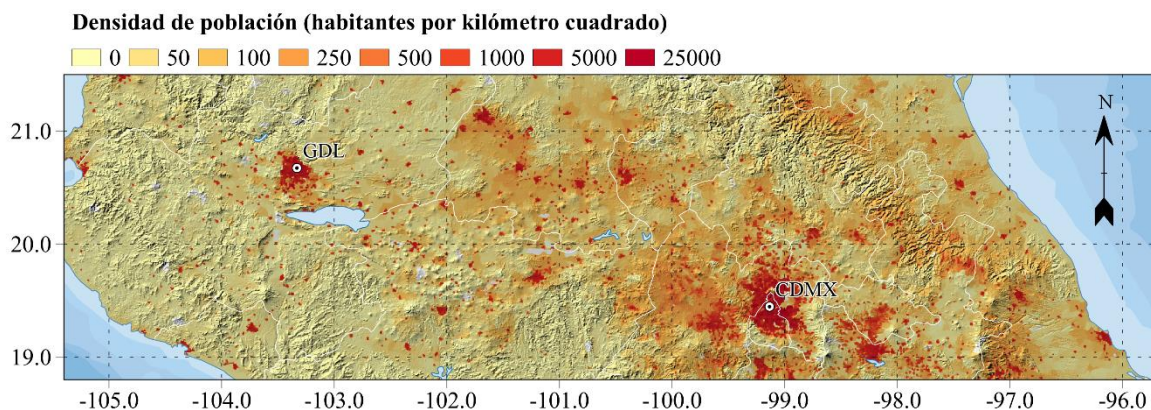 Densidad de población (habitantes por kilómetro cuadrado)
0 50 100 250 500 1000 5000 25000
N
21.0
GDL
20.0
CDMX
19.0
-105.0 -104.0 -103.0 -102.0 -101.0 -100.0 -99.0 -98.0 -97.0 -96.0